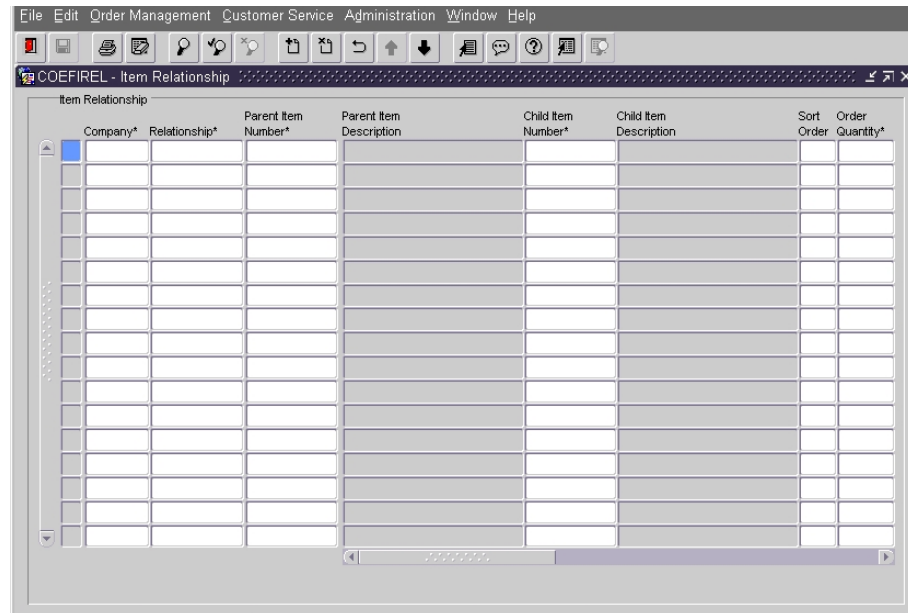 File Edit Order Management Customer Service Administration Window Help
COEFIREL - Item Relationship
Item Relationship
Parent Item Parent Item Child Item Child Item Sort Order
Company* Relationship* Number* Description Number* Description Order Quantity*